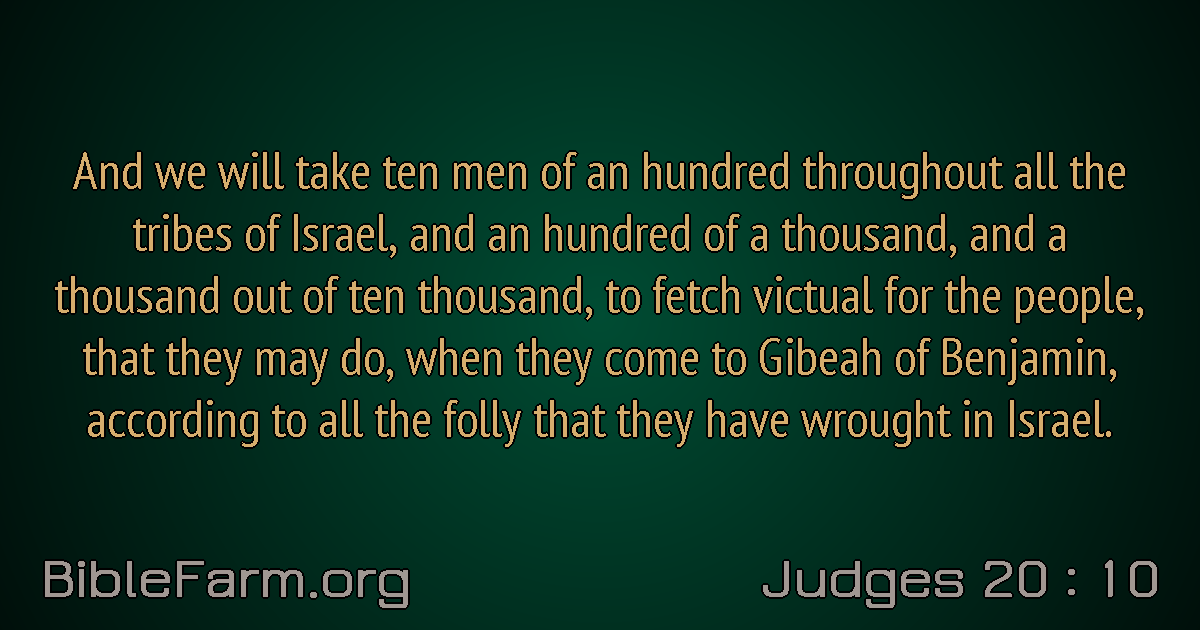 And we will take ten men of an hundred throughout all the
tribes of Israel, and an hundred of a thousand, and a
thousand out of ten thousand, to fetch victual for the people,
that they may do, when they come to Gibeah of Benjamin,
according to all the folly that they have wrought in Israel.
BibleFarm.org
Judges 20 : 10